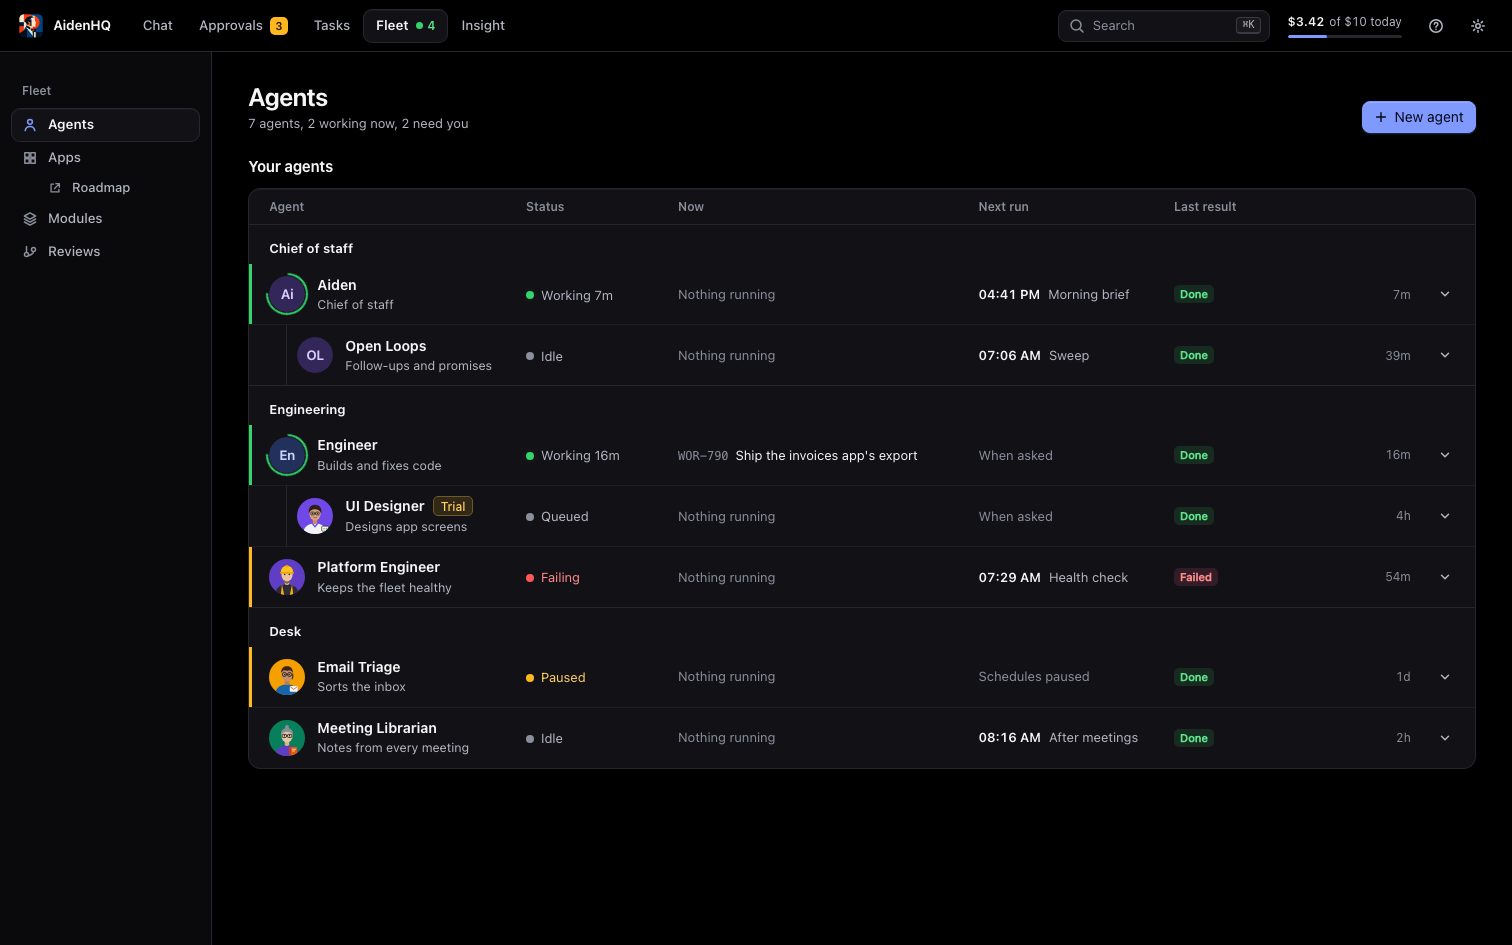 AidenHQ
Chat
Approvals 3
Tasks
Fleet 4
Insight
Search ⌘K
$3.42 of $10 today
Fleet
Agents
Apps
Roadmap
Modules
Reviews
Agents
7 agents, 2 working now, 2 need you
+ New agent
Your agents
Agent Status Now Next run Last result
Chief of staff
Ai Aiden
Chief of staff
Working 7m Nothing running 04:41 PM Morning brief Done 7m
OL Open Loops
Follow-ups and promises
Idle Nothing running 07:06 AM Sweep Done 39m
Engineering
En Engineer
Builds and fixes code
Working 16m WOR-790 Ship the invoices app's export When asked Done 16m
UI Designer Trial
Designs app screens
Queued Nothing running When asked Done 4h
Platform Engineer
Keeps the fleet healthy
Failing Nothing running 07:29 AM Health check Failed 54m
Desk
Email Triage
Sorts the inbox
Paused Nothing running Schedules paused Done 1d
Meeting Librarian
Notes from every meeting
Idle Nothing running 08:16 AM After meetings Done 2h